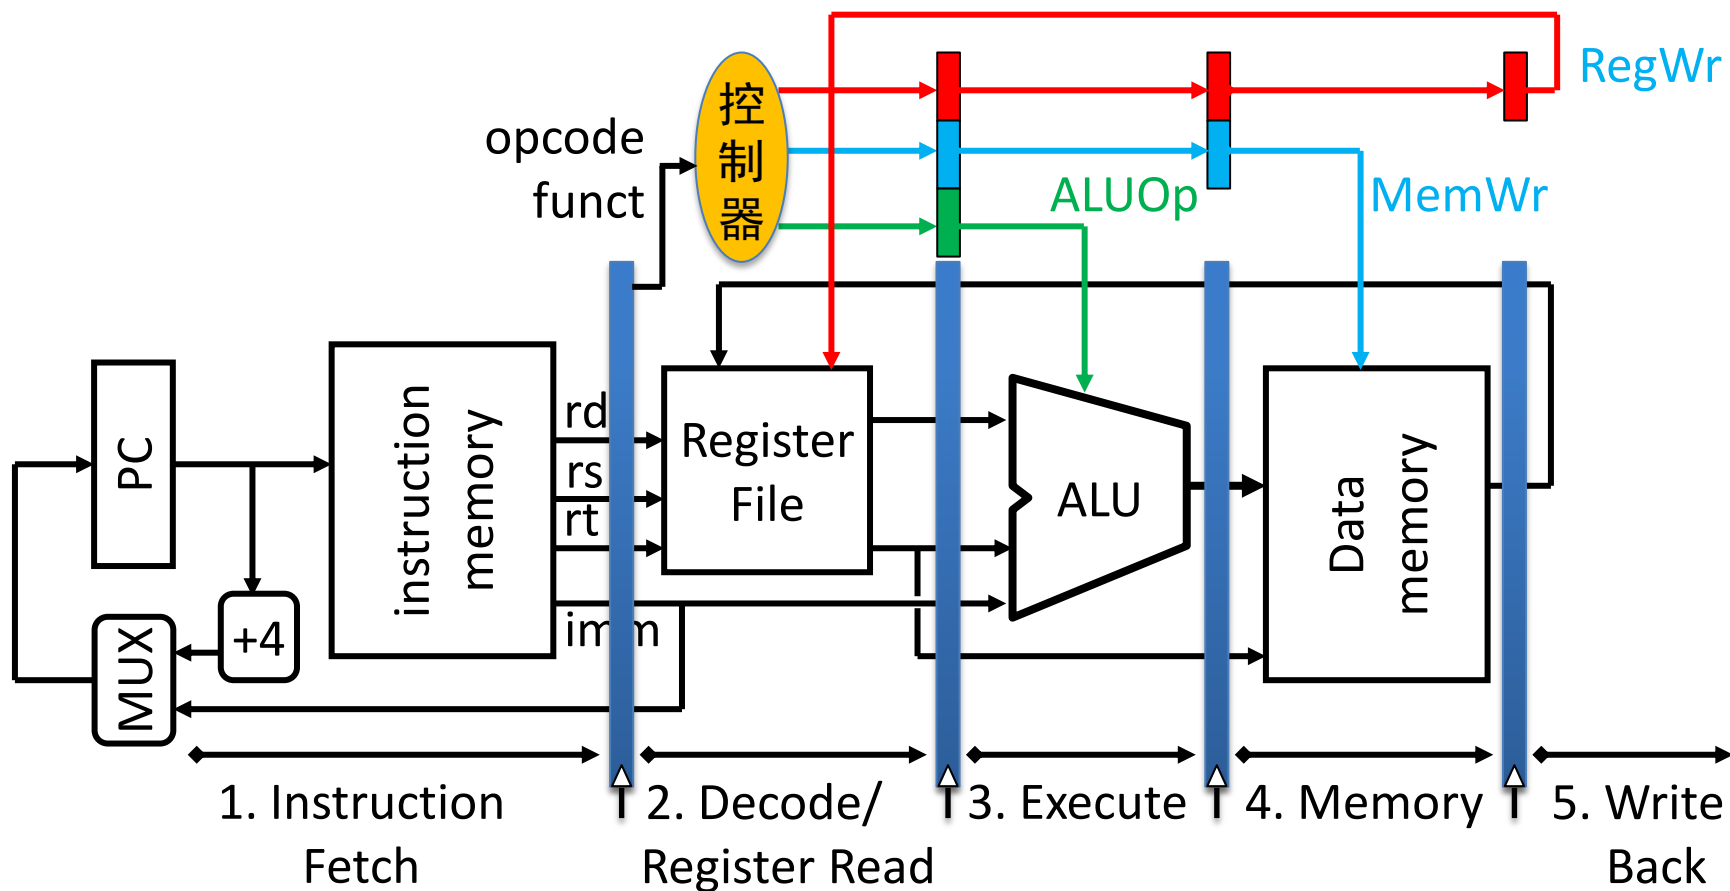 RegWr
控
制
器
opcode
funct
ALUOp
MemWr
rd
rs
rt
imm
PC
instruction
memory
Register
File
ALU
Data
memory
+4
MUX
1. Instruction
Fetch
2. Decode/
Register Read
3. Execute
4. Memory
5. Write
Back